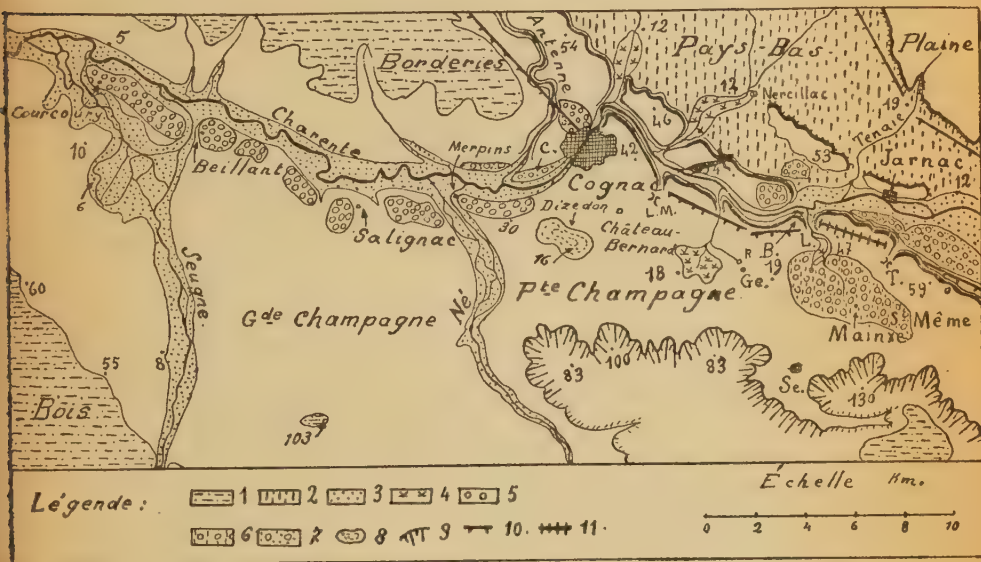 5
Borderies
Antenne
54
12
Pays-Bas
Plaine
12
Nercillac
19
Tenaie
46
Courcoury
10
6
Beillant
Charente
Merpins
C.
42
53
Jarnac
12
Cognac
Salignac
30
Dizedon
L.M.
Château-
Bernard
16
18
R.
B.
19
Ge.
L.
47
T.
59
Seugne
Né
Gde Champagne
Pte Champagne
S.
Même
Mainxe
60
55
8
Bois
103
83
100
83
Se.
130
Légende :
1 2 3 4 5
6 7 8 9 10. 11.
Échelle Km.
0 2 4 6 8 10